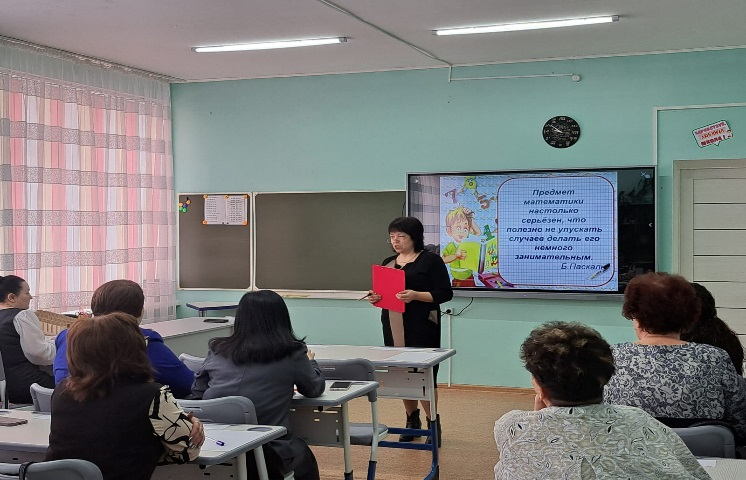 Предмет
математики
настолько
серьёзен, что
полезно не упускать
случаев делать его
немного
занимательным.
Б.Паскаль